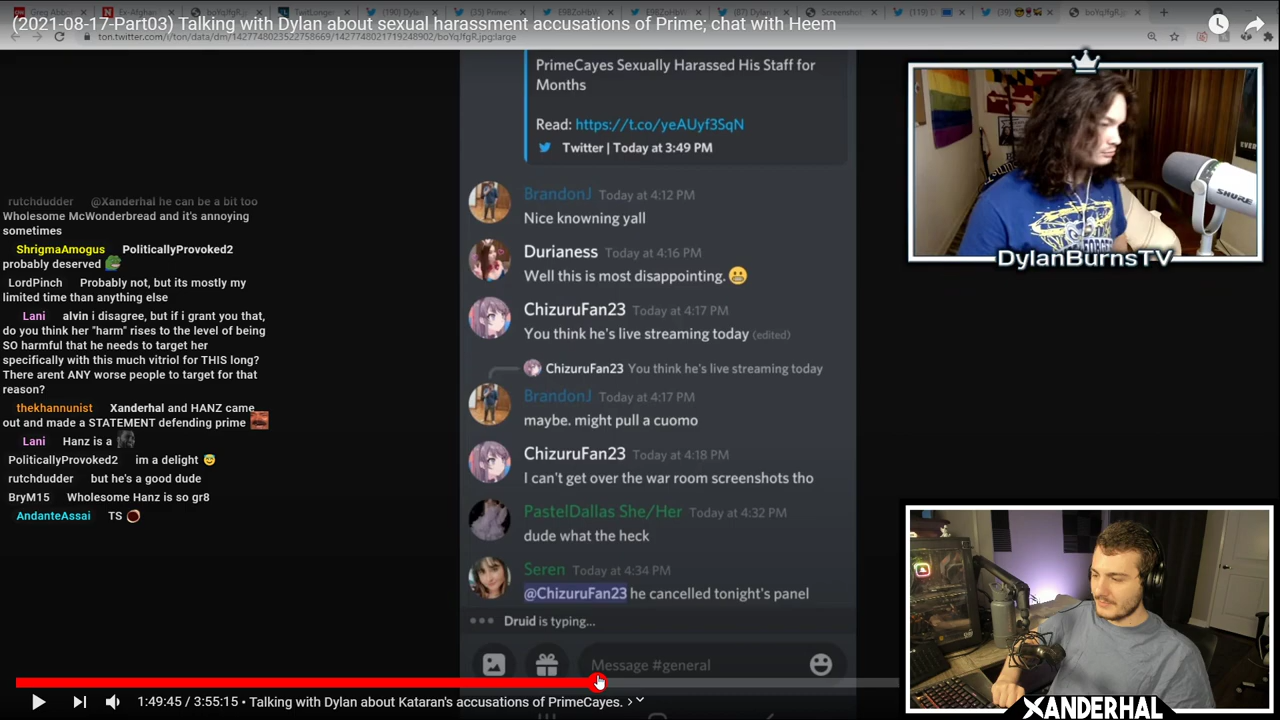 (2021-08-17-Part03) Talking with Dylan about sexual harassment accusations of Prime; chat with Heem
ton.twitter.com/i/ton/data/dm/1427748023522758669/1427748021719248902/boYqJfgR.jpg:large
PrimeCayes Sexually Harassed His Staff for
Months
Read: https://t.co/yeAUyf3SqN
Twitter | Today at 3:49 PM
BrandonJ Today at 4:12 PM
Nice knowning yall
Durianess Today at 4:16 PM
Well this is most disappointing. 😬
ChizuruFan23 Today at 4:17 PM
You think he's live streaming today (edited)
ChizuruFan23 You think he's live streaming today
BrandonJ Today at 4:17 PM
maybe. might pull a cuomo
ChizuruFan23 Today at 4:18 PM
I can't get over the war room screenshots tho
PastelDallas She/Her Today at 4:32 PM
dude what the heck
Seren Today at 4:34 PM
@ChizuruFan23 he cancelled tonight's panel
Druid is typing...
Message #general
rutchdudder @Xanderhal he can be a bit too
Wholesome McWonderbread and it's annoying
sometimes
ShrigmaAmogus PoliticallyProvoked2
probably deserved
LordPinch Probably not, but its mostly my
limited time than anything else
Lani alvin i disagree, but if i grant you that,
do you think her "harm" rises to the level of being
SO harmful that he needs to target her
specifically with this much vitriol for THIS long?
There arent ANY worse people to target for that
reason?
thekhannunist Xanderhal and HANZ came
out and made a STATEMENT defending prime
Lani Hanz is a
PoliticallyProvoked2 im a delight 😅
rutchdudder but he's a good dude
BryM15 Wholesome Hanz is so gr8
AndanteAssai TS
DylanBurnsTV
SHURE
XANDERHAL
1:49:45 / 3:55:15 • Talking with Dylan about Kataran's accusations of PrimeCayes. >